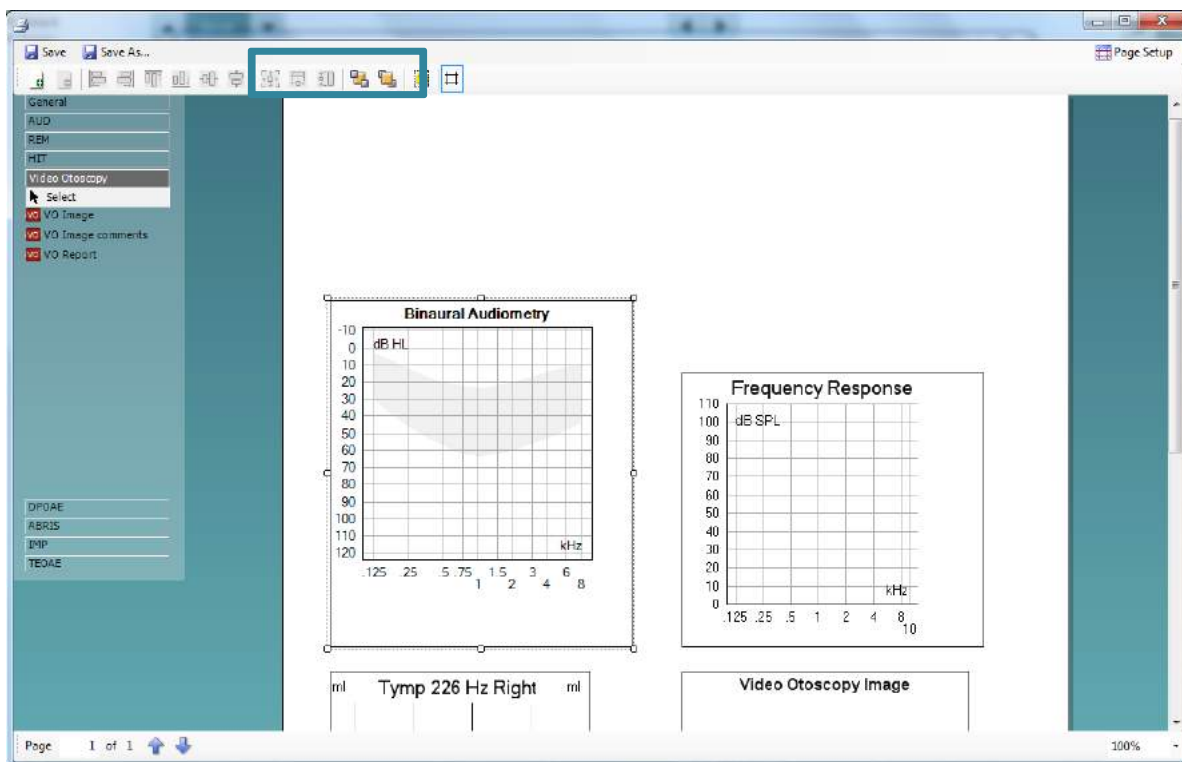 Save Save As... Page Setup
General
AUD
REM
HIT
Video Otoscopy
Select
VO VO Image
VO VO Image comments
VO VO Report
DPOAE
ABRIS
IMP
TEOAE
Binaural Audiometry
dB HL
-10
0
10
20
30
40
50
60
70
80
90
100
110
120
kHz
.125 .25 .5 .75 1 1.5 2 3 4 6 8
Frequency Response
dB SPL
110
100
90
80
70
60
50
40
30
20
10
0
kHz
.125 .25 .5 1 2 4 8 10
ml Tymp 226 Hz Right ml
Video Otoscopy Image
Page 1 of 1 100%